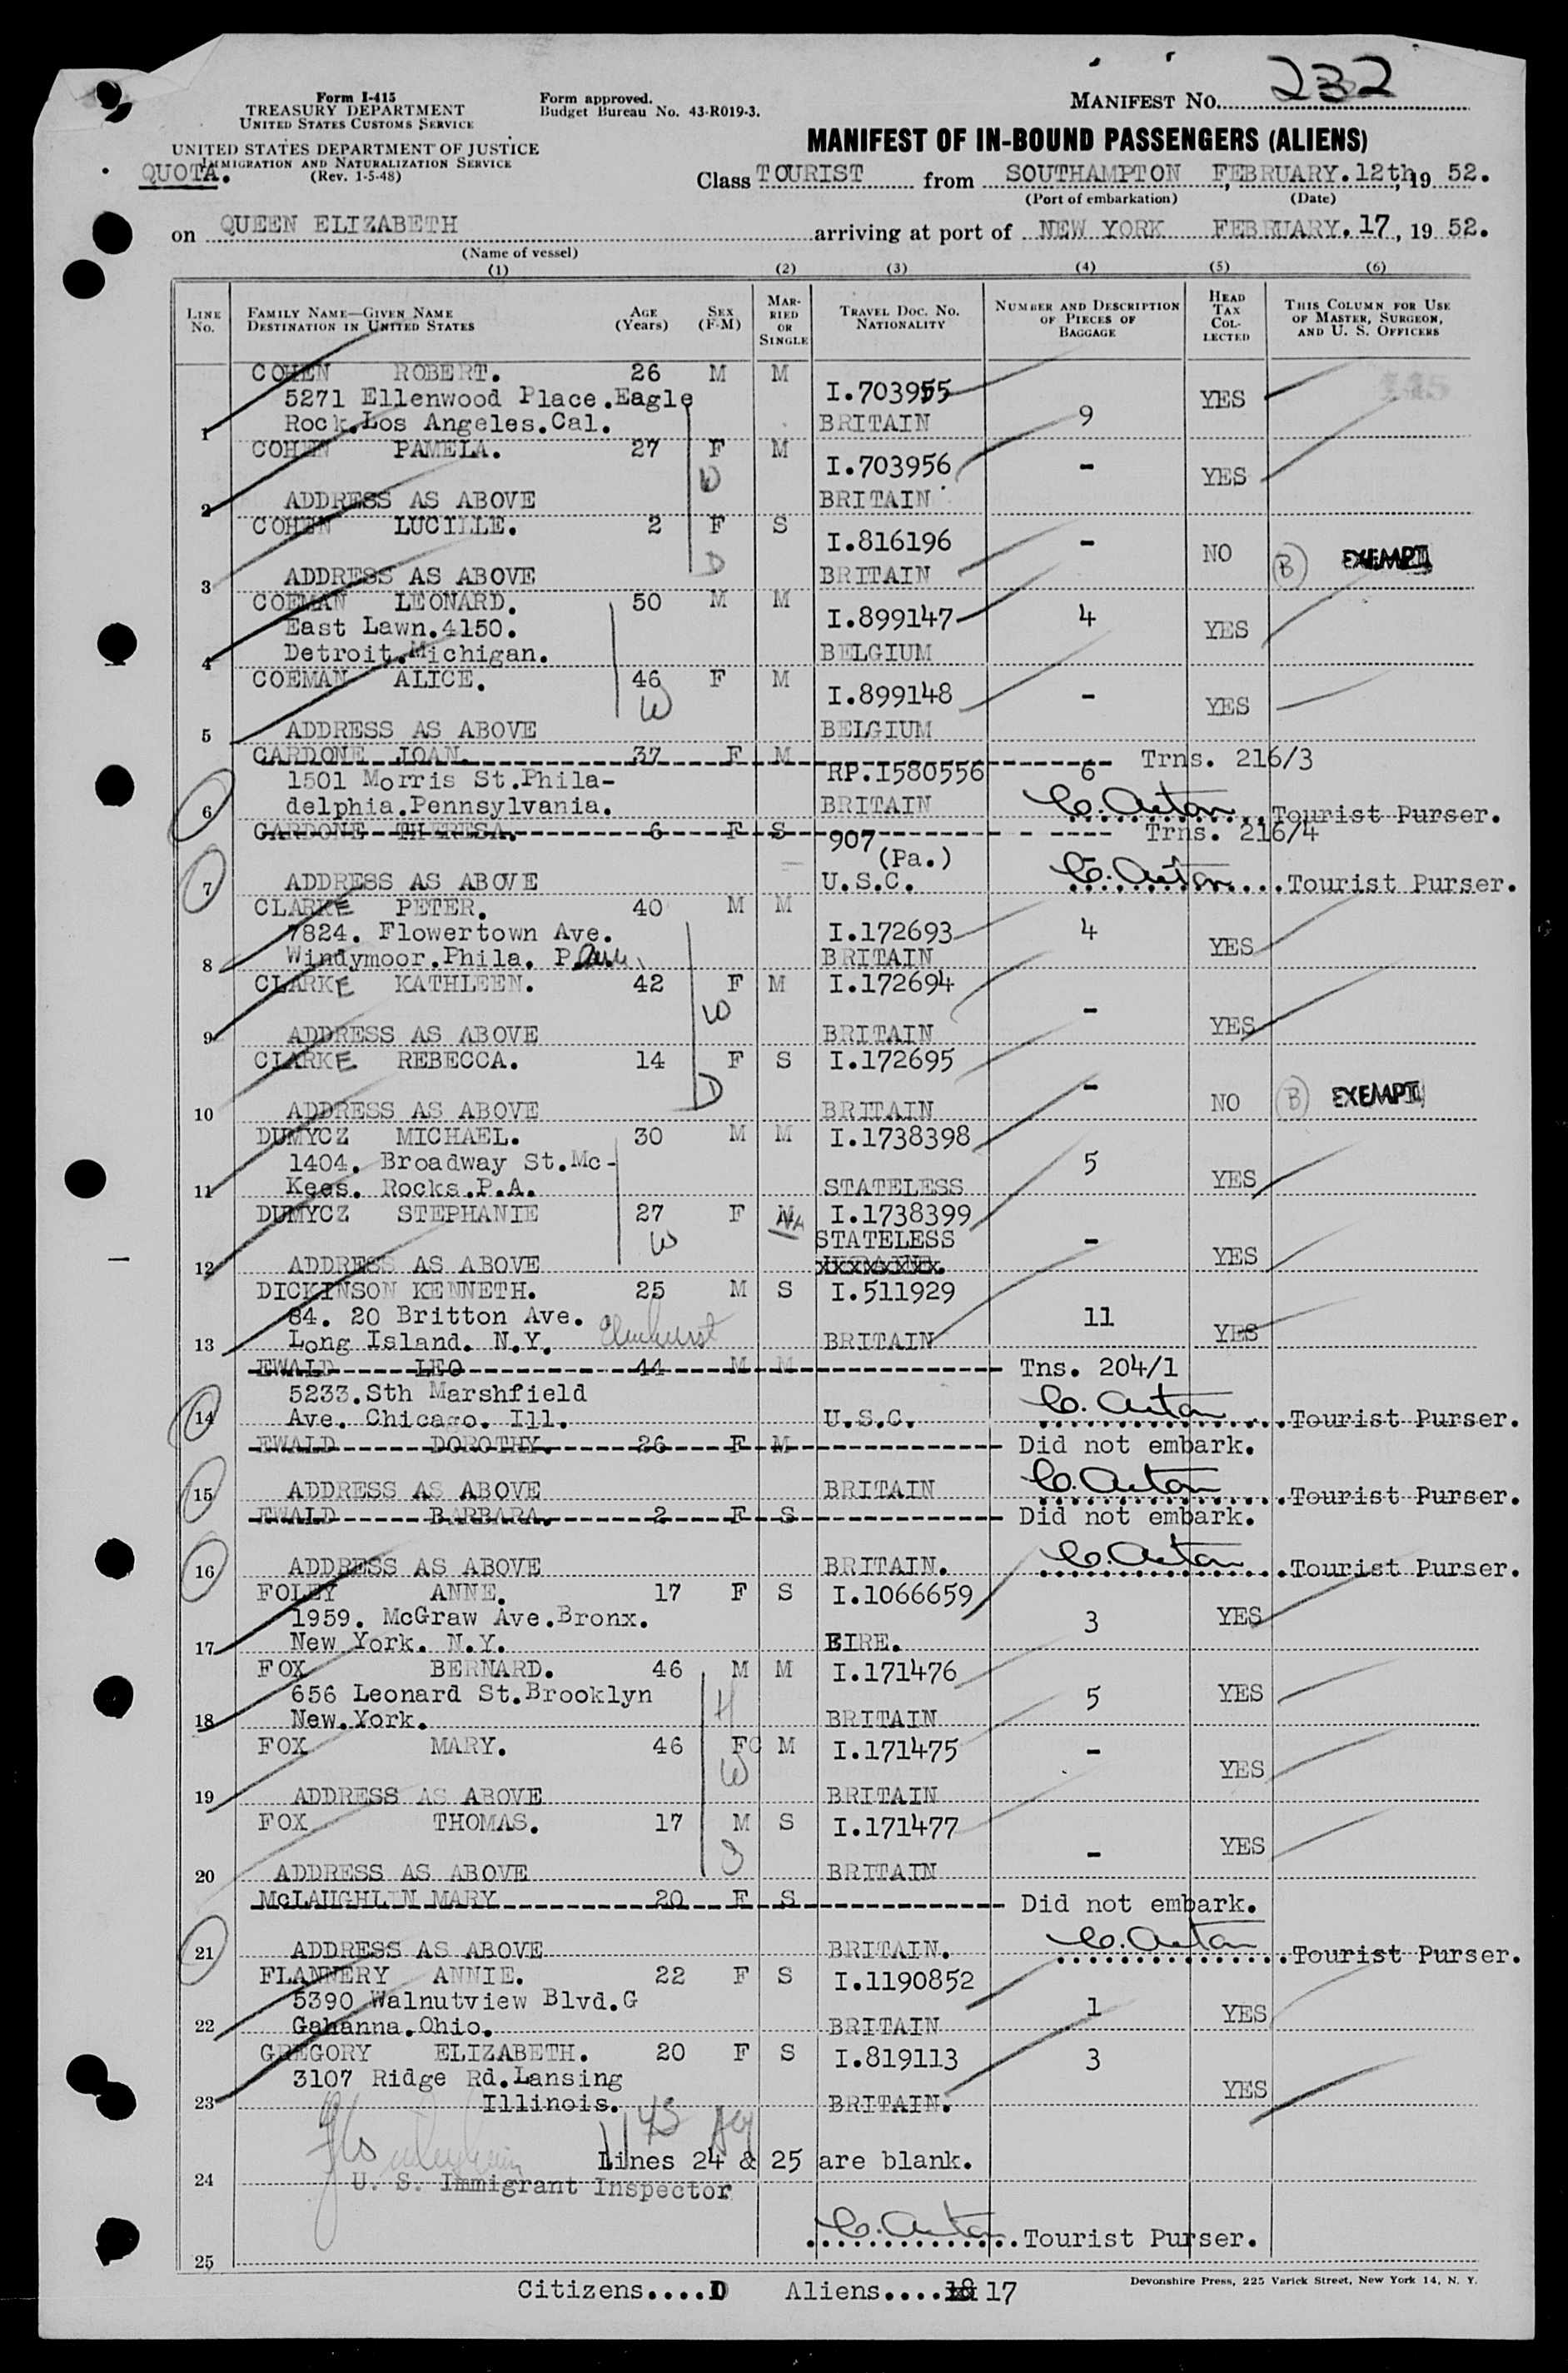 232
Form I-415
TREASURY DEPARTMENT
UNITED STATES CUSTOMS SERVICE
Form approved.
Budget Bureau No. 43-R019-3.
MANIFEST NO. 232
UNITED STATES DEPARTMENT OF JUSTICE
IMMIGRATION AND NATURALIZATION SERVICE
(Rev. 1-5-48)
QUOTA.
MANIFEST OF IN-BOUND PASSENGERS (ALIENS)
Class TOURIST from SOUTHAMPTON, FEBRUARY.12th, 19 52.
(Port of embarkation) (Date)
on QUEEN ELIZABETH arriving at port of NEW YORK FEBRUARY.17, 19 52.
(Name of vessel)
(1) (2) (3) (4) (5) (6)
LINE NO. FAMILY NAME—GIVEN NAME DESTINATION IN UNITED STATES AGE (Years) SEX (F-M) MARRIED OR SINGLE TRAVEL DOC. NO. NATIONALITY NUMBER AND DESCRIPTION OF PIECES OF BAGGAGE HEAD TAX COLLECTED THIS COLUMN FOR USE OF MASTER, SURGEON, AND U. S. OFFICERS
COHEN ROBERT. 26 M M I.703955
5271 Ellenwood Place.Eagle 9 YES
1 Rock.Los Angeles.Cal. BRITAIN
COHEN PAMELA. 27 F M I.703956 - YES
W
2 ADDRESS AS ABOVE BRITAIN
COHEN LUCILLE. 2 F S I.816196 - NO B EXEMPT
D
3 ADDRESS AS ABOVE BRITAIN
COEMAN LEONARD. 50 M M I.899147 4 YES
East Lawn.4150.
4 Detroit.Michigan. BELGIUM
COEMAN ALICE. 46 F M I.899148 - YES
W
5 ADDRESS AS ABOVE BELGIUM
CARDONE JOAN. 37 F M Trns. 216/3
1501 Morris St.Phila- RP.I580556 6
6 delphia.Pennsylvania. BRITAIN C. Acton Tourist Purser.
CARDONE THERESA. 6 F S 907 Trns. 216/4
(Pa.) -
7 ADDRESS AS ABOVE U.S.C. C. Acton Tourist Purser.
CLARKE PETER. 40 M M I.172693 4 YES
7824. Flowertown Ave.
8 Windymoor.Phila. P BRITAIN
CLARKE KATHLEEN. 42 F M I.172694 - YES
W
9 ADDRESS AS ABOVE BRITAIN
CLARKE REBECCA. 14 F S I.172695 - NO B EXEMPT
D
10 ADDRESS AS ABOVE BRITAIN
DUMYCZ MICHAEL. 30 M M I.1738398 5 YES
1404. Broadway St.Mc-
11 Kees. Rocks.P.A. STATELESS
DUMYCZ STEPHANIE 27 F M I.1738399 - YES
W STATELESS
12 ADDRESS AS ABOVE
DICKINSON KENNETH. 25 M S I.511929 11 YES
84. 20 Britton Ave.
13 Long Island. N.Y. Elmhurst BRITAIN
EWALD LEO 44 M M Tns. 204/1
5233.Sth Marshfield
14 Ave. Chicago. Ill. U.S.C. C. Acton Tourist Purser.
EWALD DOROTHY. 26 F M Did not embark.
15 ADDRESS AS ABOVE BRITAIN C. Acton Tourist Purser.
EWALD BARBARA. 2 F S Did not embark.
16 ADDRESS AS ABOVE BRITAIN. C. Acton Tourist Purser.
FOLEY ANNE. 17 F S I.1066659 3 YES
1959. McGraw Ave.Bronx.
17 New York. N.Y. EIRE.
FOX BERNARD. 46 M M I.171476 5 YES
656 Leonard St.Brooklyn H
18 New.York. BRITAIN
FOX MARY. 46 F M I.171475 - YES
W
19 ADDRESS AS ABOVE BRITAIN
FOX THOMAS. 17 M S I.171477 - YES
20 ADDRESS AS ABOVE BRITAIN
McLAUGHLIN MARY 20 F S Did not embark.
21 ADDRESS AS ABOVE BRITAIN. C. Acton Tourist Purser.
FLANNERY ANNIE. 22 F S I.1190852 1 YES
5390 Walnutview Blvd.G
22 Gahanna.Ohio. BRITAIN
GREGORY ELIZABETH. 20 F S I.819113 3 YES
3107 Ridge Rd.Lansing
23 Illinois. BRITAIN.
Lines 24 & 25 are blank.
24 U. S. Immigrant Inspector
C. Acton Tourist Purser.
25
Citizens....0 Aliens....18 17
Devonshire Press, 225 Varick Street, New York 14, N. Y.